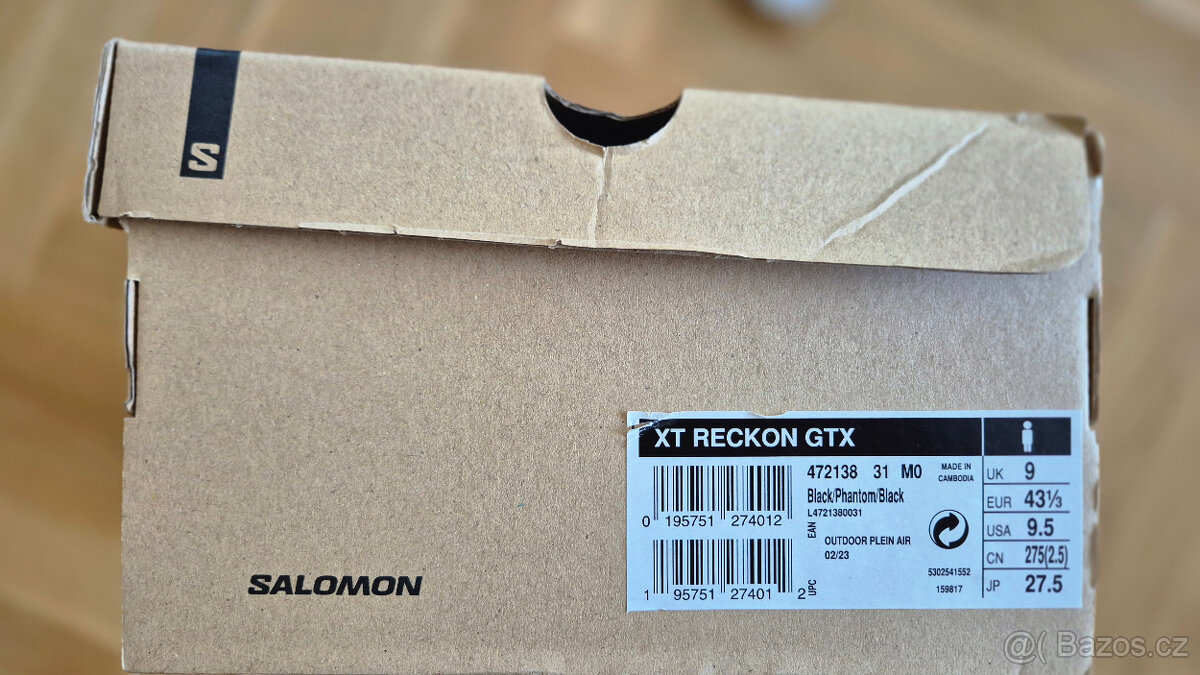 S
SALOMON
XT RECKON GTX
472138 31 M0
Black/Phantom/Black
L4721380031
MADE IN
CAMBODIA
0 195751 274012
EAN
OUTDOOR PLEIN AIR
02/23
1 95751 27401 2
UPC
5302541552
159817
UK 9
EUR 43⅓
USA 9.5
CN 275(2.5)
JP 27.5
@( Bazos.cz